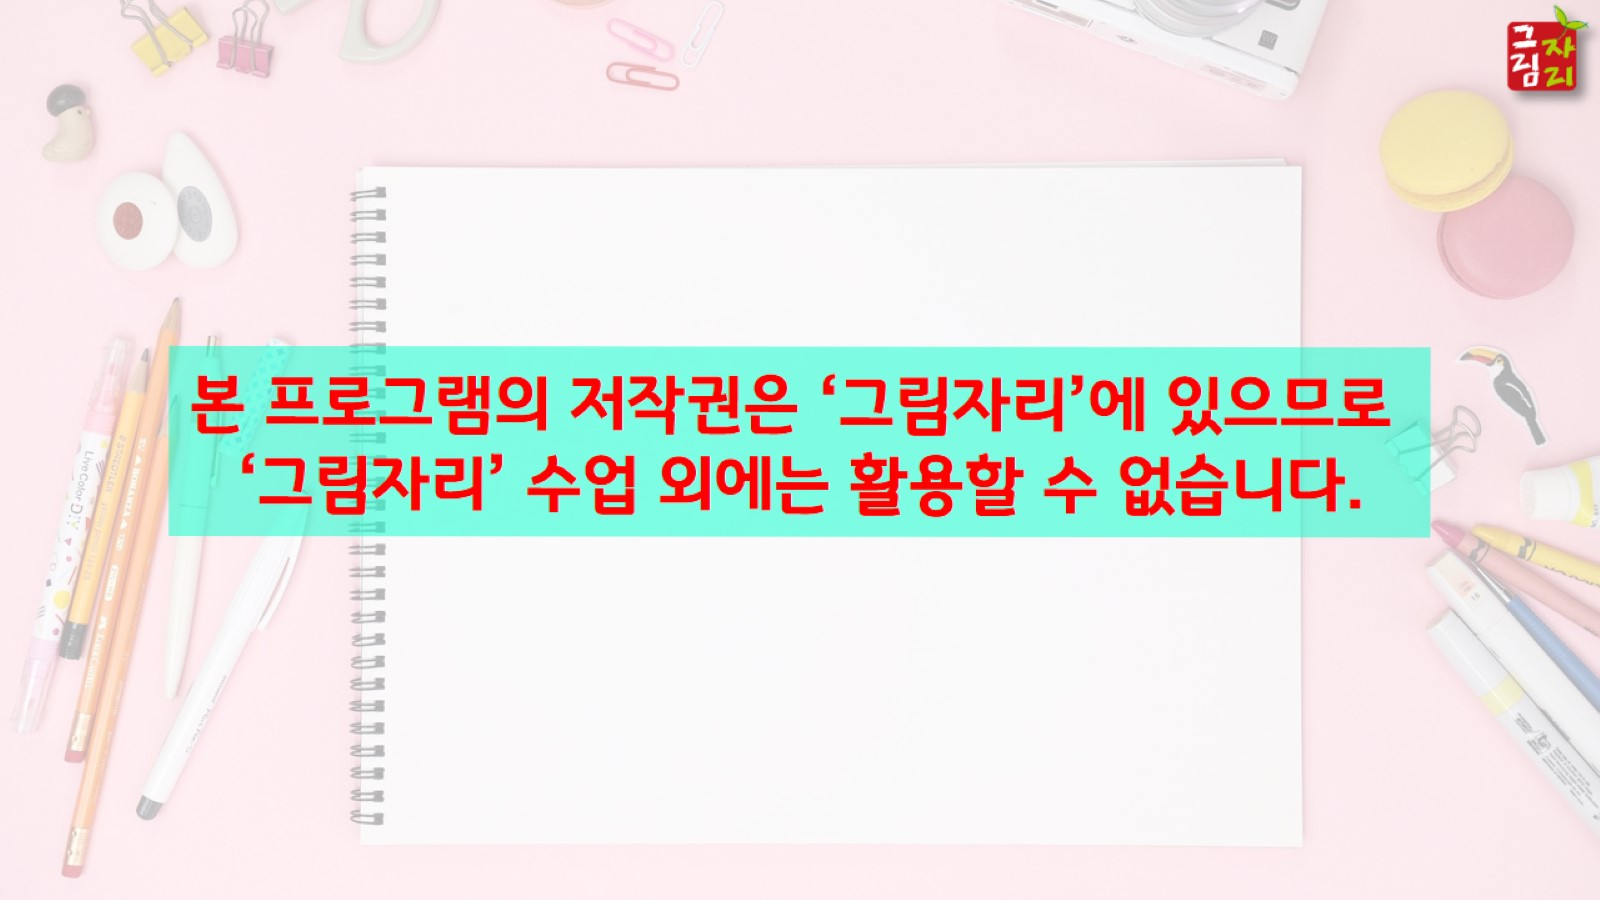 그림
자리
본 프로그램의 저작권은 ‘그림자리’에 있으므로
‘그림자리’ 수업 외에는 활용할 수 없습니다.
LiveColor DIY